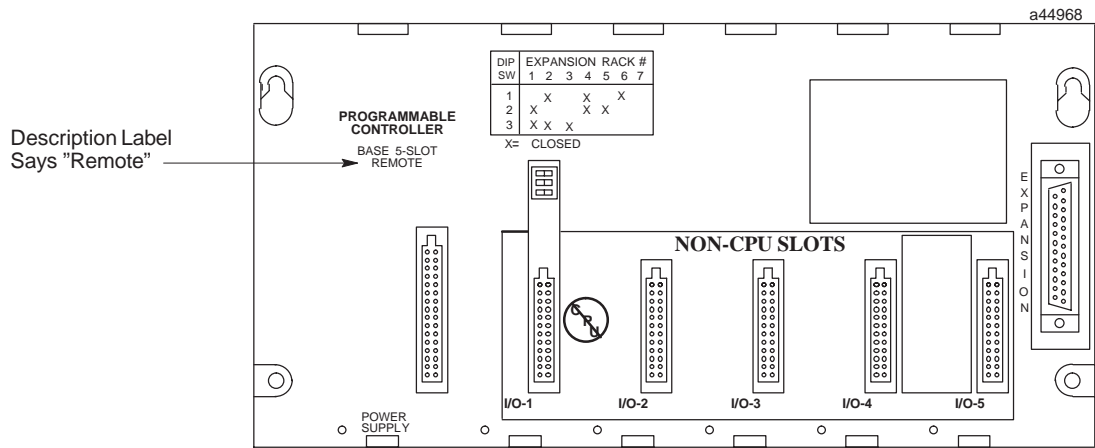 a44968
DIP EXPANSION RACK #
SW 1 2 3 4 5 6 7
1 X X X
2 X X X
3 X X X
X= CLOSED
PROGRAMMABLE
CONTROLLER
BASE 5-SLOT
REMOTE
Description Label
Says "Remote"
EXPANSION
NON-CPU SLOTS
CPU
I/O-1 I/O-2 I/O-3 I/O-4 I/O-5
POWER
SUPPLY